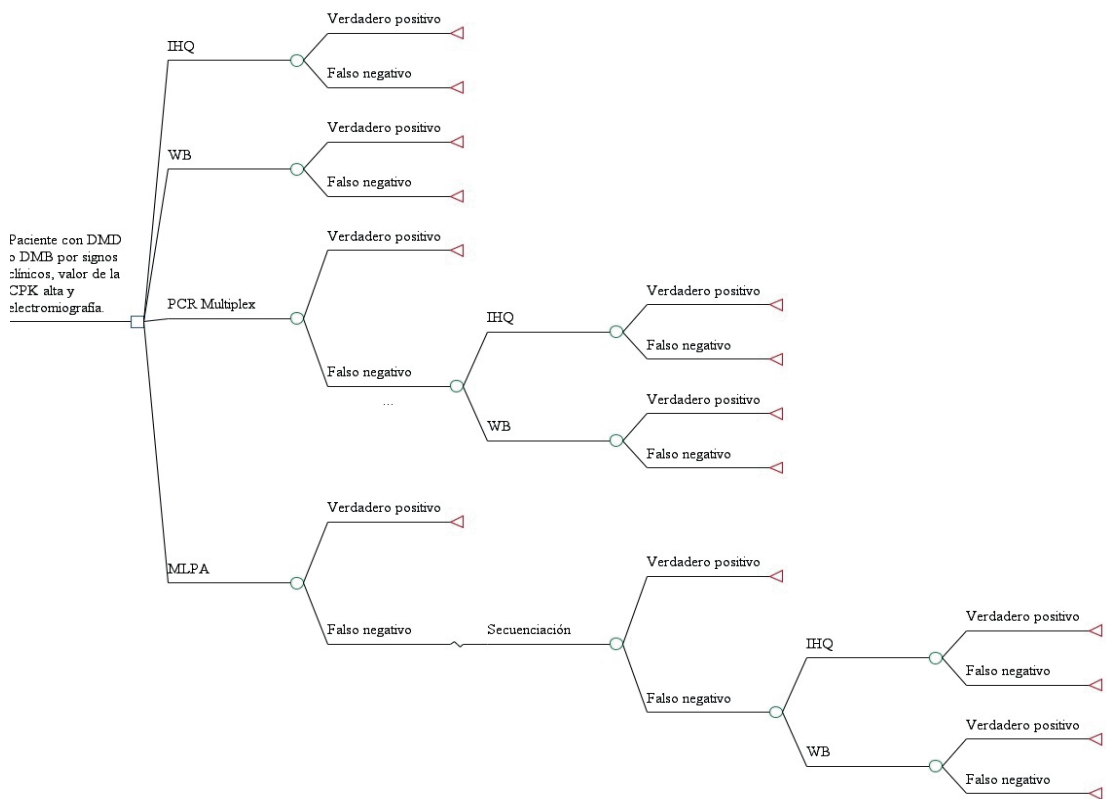 Verdadero positivo
IHQ
Falso negativo
Verdadero positivo
WB
Falso negativo
Paciente con DMD
o DMB por signos
clínicos, valor de la
CPK alta y
electromiografía.
Verdadero positivo
PCR Multiplex
Falso negativo
...
Verdadero positivo
IHQ
Falso negativo
Verdadero positivo
WB
Falso negativo
Verdadero positivo
MLPA
Falso negativo
Secuenciación
Verdadero positivo
Falso negativo
Verdadero positivo
IHQ
Falso negativo
Verdadero positivo
WB
Falso negativo